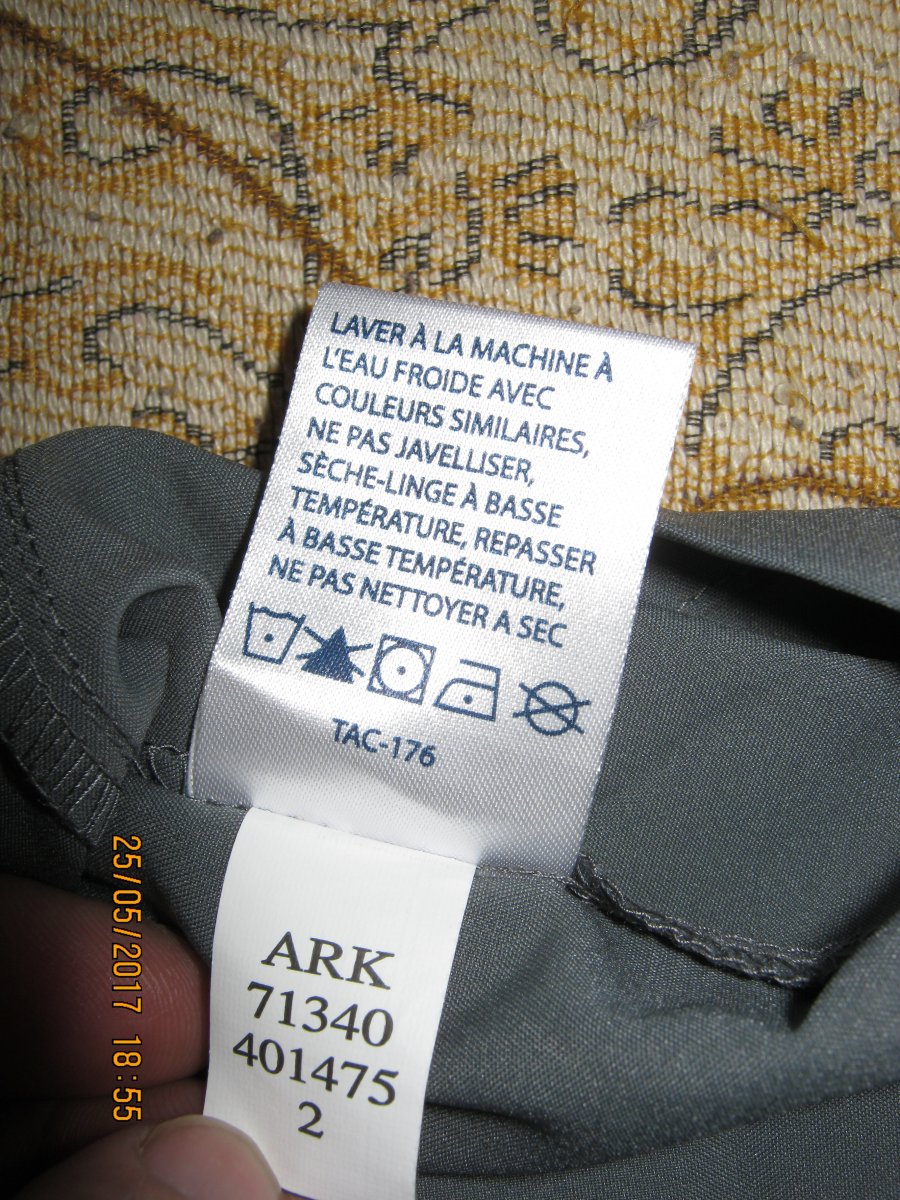 LAVER À LA MACHINE À
L'EAU FROIDE AVEC
COULEURS SIMILAIRES,
NE PAS JAVELLISER,
SÈCHE-LINGE À BASSE
TEMPÉRATURE, REPASSER
À BASSE TEMPÉRATURE,
NE PAS NETTOYER A SEC
TAC-176
ARK
71340
401475
2
25/05/2017 18:55